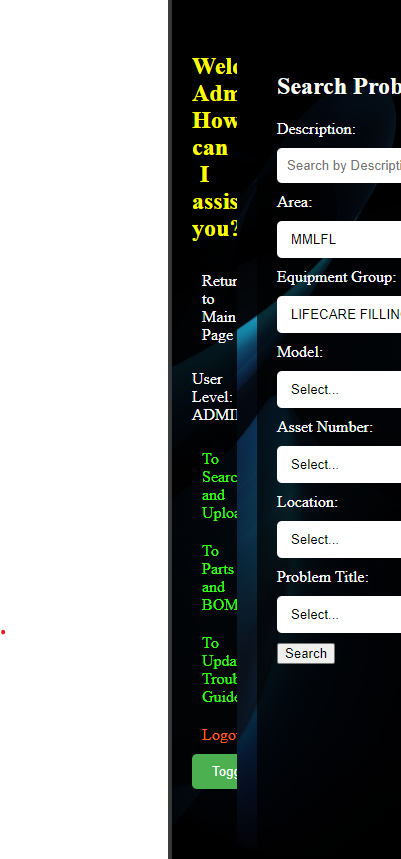 Welc
Adm
How
can
I
assis
you?
Retur
to
Main
Page
User
Level:
ADMI
To
Searc
and
Uploa
To
Parts
and
BOM
To
Upda
Troub
Guide
Logo
Togg
Search Prob
Description:
Search by Descripti
Area:
MMLFL
Equipment Group:
LIFECARE FILLIN
Model:
Select...
Asset Number:
Select...
Location:
Select...
Problem Title:
Select...
Search